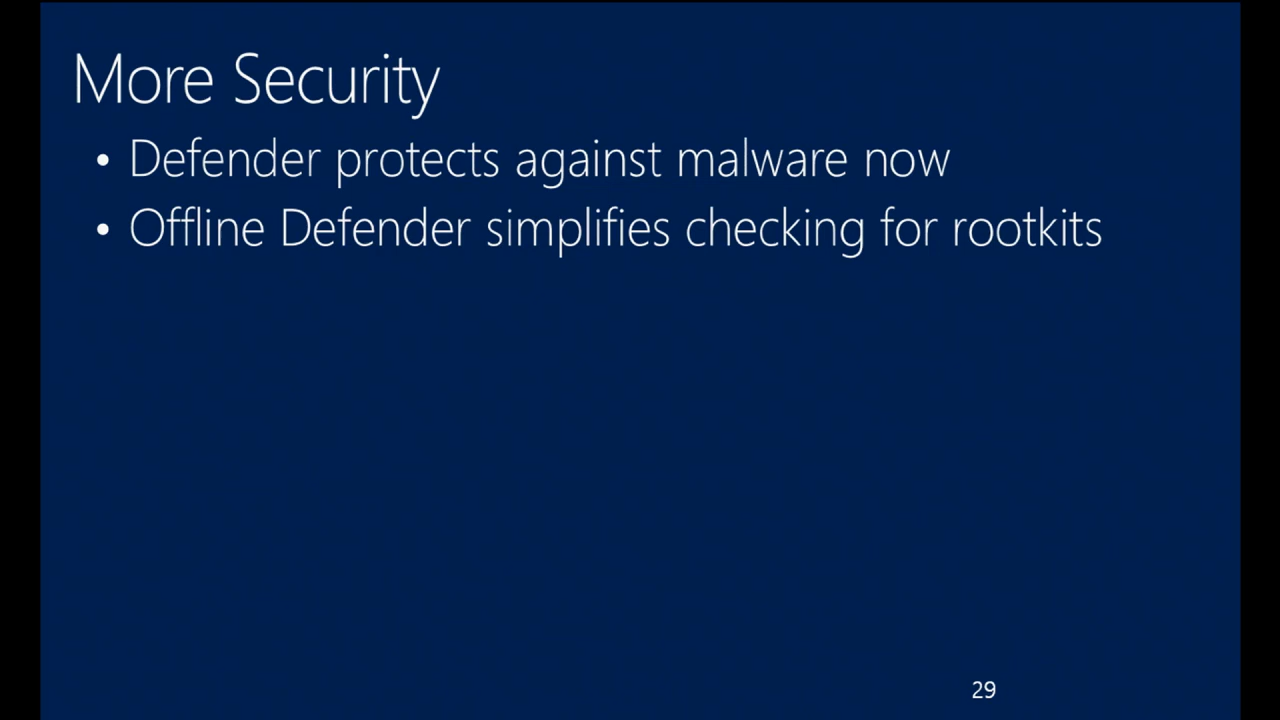 More Security
• Defender protects against malware now
• Offline Defender simplifies checking for rootkits
29